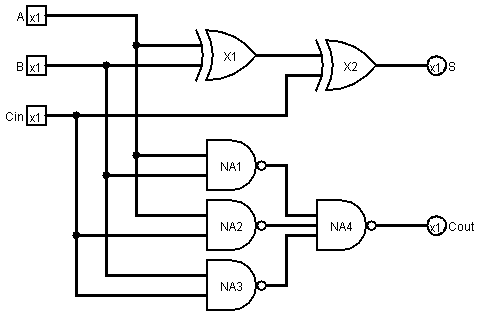 A x1
B x1
Cin x1
X1
X2
x1 S
NA1
NA2
NA3
NA4
x1 Cout